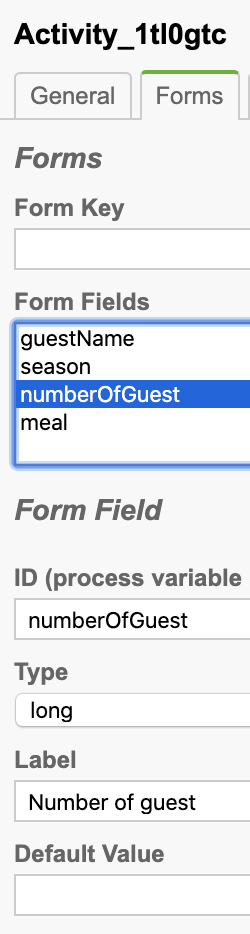 Activity_1tl0gtc
General Forms
Forms
Form Key
Form Fields
guestName
season
numberOfGuest
meal
Form Field
ID (process variable
numberOfGuest
Type
long
Label
Number of guest
Default Value